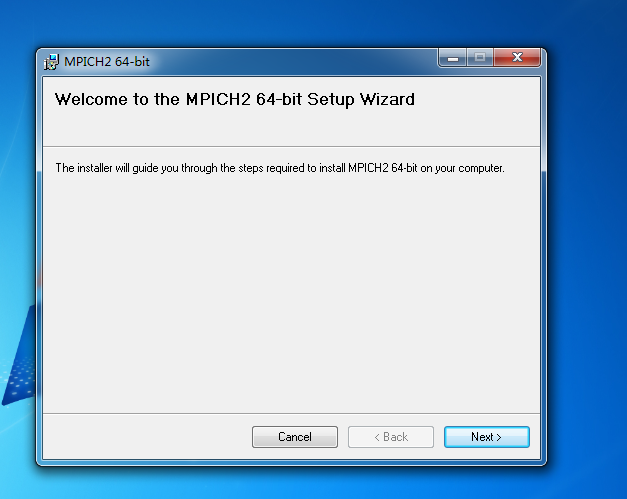 MPICH2 64-bit
Welcome to the MPICH2 64-bit Setup Wizard
The installer will guide you through the steps required to install MPICH2 64-bit on your computer.
Cancel
< Back
Next >